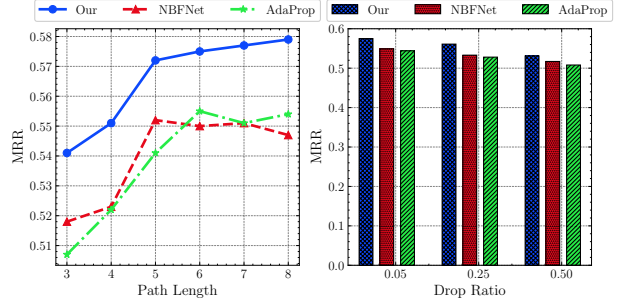 Our NBFNet AdaProp
MRR
0.58
0.57
0.56
0.55
0.54
0.53
0.52
0.51
3 4 5 6 7 8
Path Length
Our NBFNet AdaProp
MRR
0.6
0.5
0.4
0.3
0.2
0.1
0.0
0.05 0.25 0.50
Drop Ratio